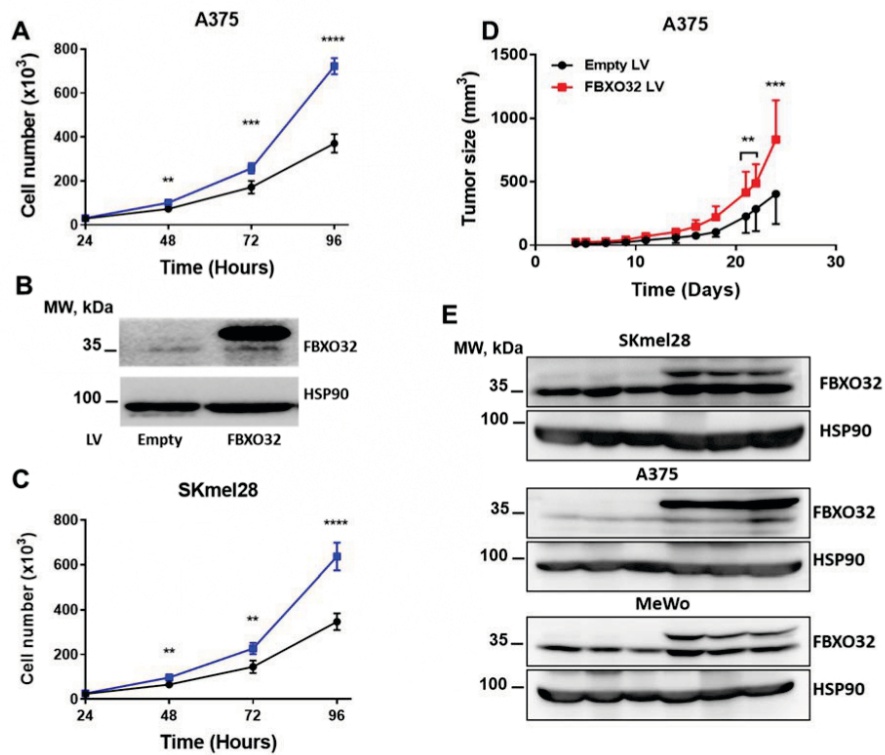 A
A375
Cell number (x10³)
800
600
400
200
0
**
***
****
24
48
72
96
Time (Hours)
B
MW, kDa
35
FBXO32
100
HSP90
LV
Empty
FBXO32
C
SKmel28
Cell number (x10³)
800
600
400
200
0
**
**
****
24
48
72
96
Time (Hours)
D
A375
Tumor size (mm³)
1500
1000
500
0
Empty LV
FBXO32 LV
**
***
0
10
20
30
Time (Days)
E
MW, kDa
SKmel28
35
FBXO32
100
HSP90
A375
35
FBXO32
100
HSP90
MeWo
35
FBXO32
100
HSP90